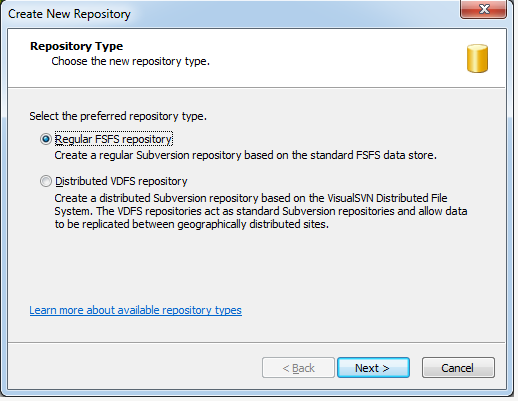 Create New Repository
Repository Type
Choose the new repository type.
Select the preferred repository type.
Regular FSFS repository
Create a regular Subversion repository based on the standard FSFS data store.
Distributed VDFS repository
Create a distributed Subversion repository based on the VisualSVN Distributed File
System. The VDFS repositories act as standard Subversion repositories and allow data
to be replicated between geographically distributed sites.
Learn more about available repository types
< Back Next > Cancel